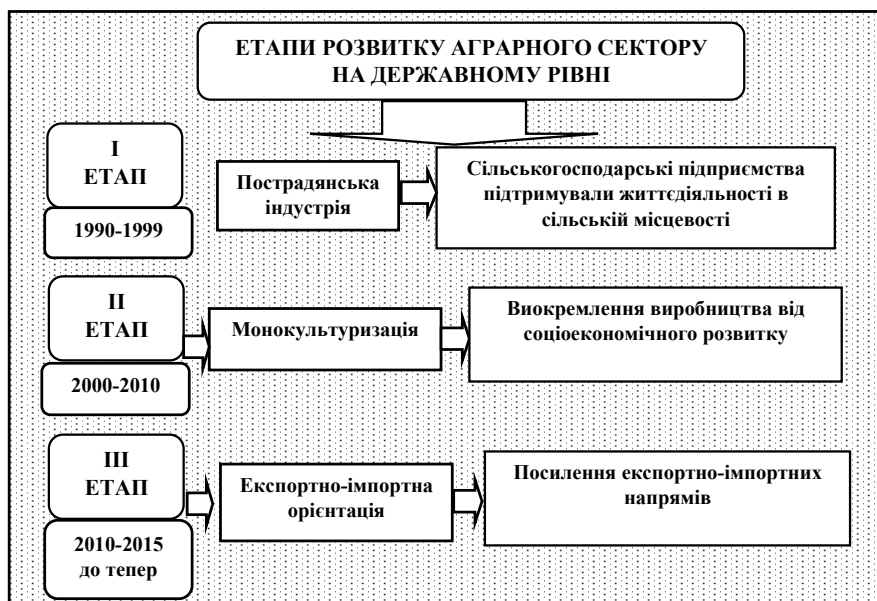 ЕТАПИ РОЗВИТКУ АГРАРНОГО СЕКТОРУ
НА ДЕРЖАВНОМУ РІВНІ
І
ЕТАП
1990-1999
Пострадянська
індустрія
Сільськогосподарські підприємства
підтримували життєдіяльності в
сільській місцевості
ІІ
ЕТАП
2000-2010
Монокультуризація
Виокремлення виробництва від
соціоекономічного розвитку
ІІІ
ЕТАП
2010-2015
до тепер
Експортно-імпортна
орієнтація
Посилення експортно-імпортних
напрямів